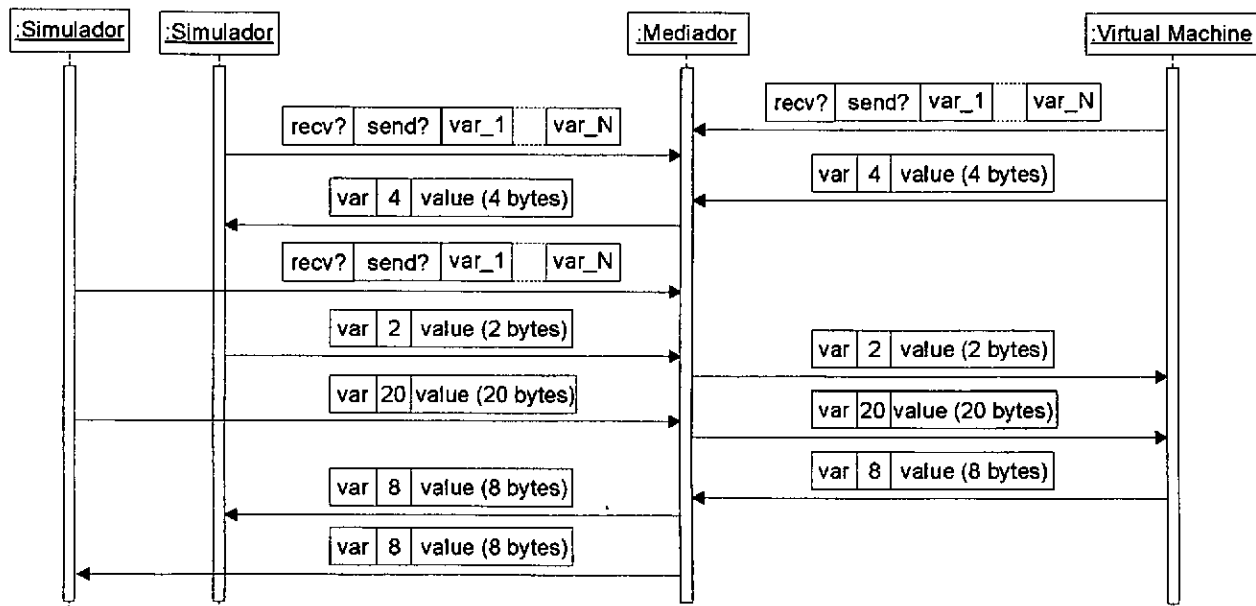 :Simulador
:Simulador
:Mediador
:Virtual Machine
recv? send? var_1 var_N
recv? send? var_1 var_N
var 4 value (4 bytes)
var 4 value (4 bytes)
recv? send? var_1 var_N
var 2 value (2 bytes)
var 2 value (2 bytes)
var 20 value (20 bytes)
var 20 value (20 bytes)
var 8 value (8 bytes)
var 8 value (8 bytes)
var 8 value (8 bytes)